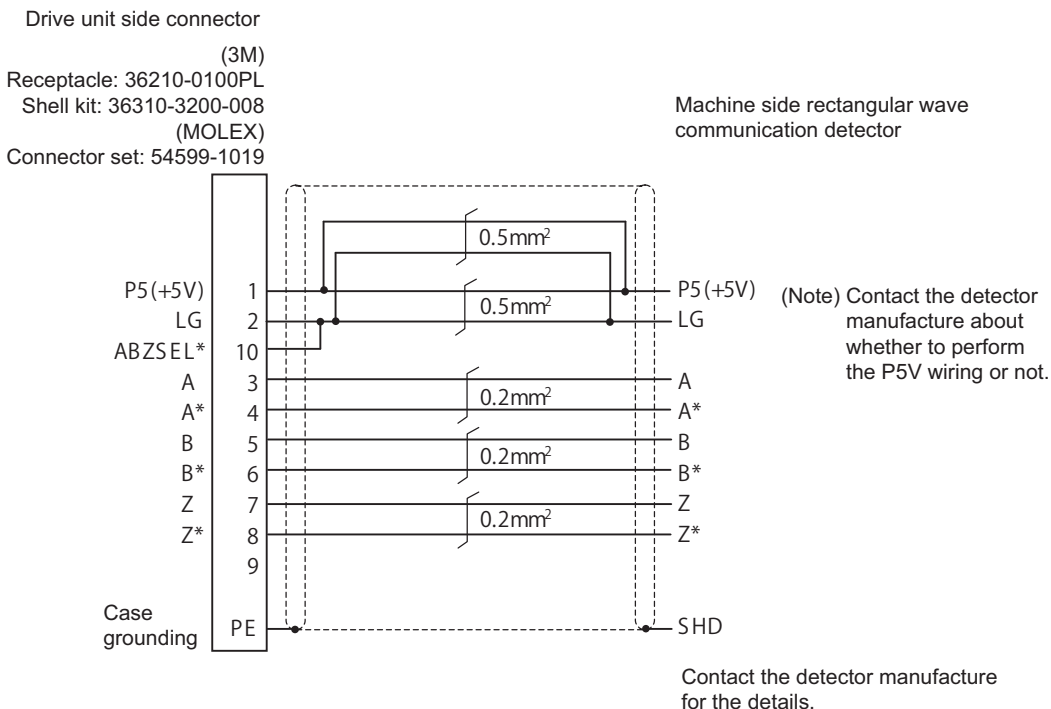 Drive unit side connector
(3M)
Receptacle: 36210-0100PL
Shell kit: 36310-3200-008
(MOLEX)
Connector set: 54599-1019
Machine side rectangular wave
communication detector
0.5mm²
P5(+5V) 1 0.5mm² P5(+5V)
LG 2 LG
ABZSEL* 10
A 3 0.2mm² A
A* 4 A*
B 5 0.2mm² B
B* 6 B*
Z 7 0.2mm² Z
Z* 8 Z*
9
Case
grounding
PE SHD
(Note) Contact the detector
manufacture about
whether to perform
the P5V wiring or not.
Contact the detector manufacture
for the details.